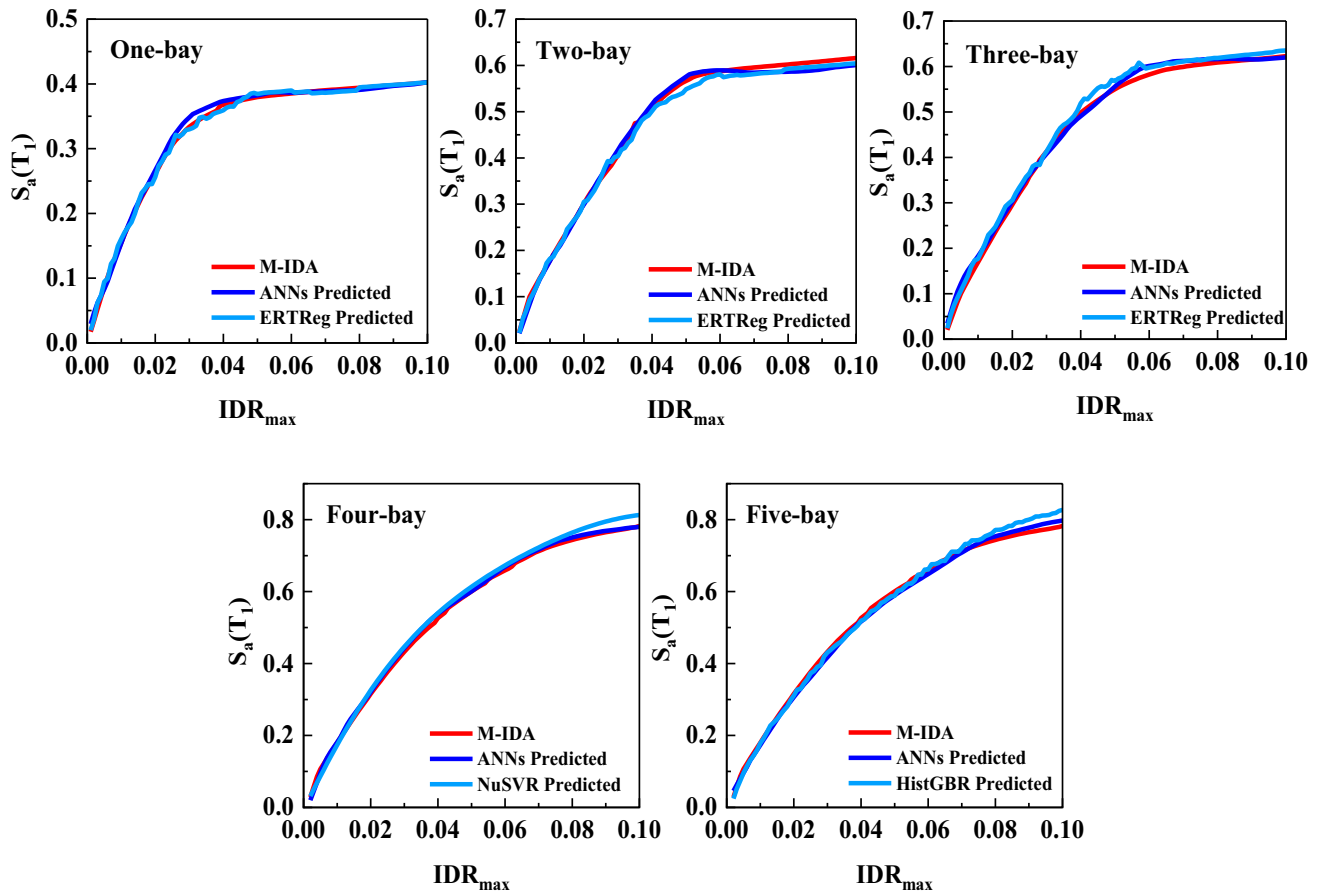 One-bay
0.5
0.4
0.3
0.2
0.1
0.0
Sa(T1)
M-IDA
ANNs Predicted
ERTReg Predicted
0.00 0.02 0.04 0.06 0.08 0.10
IDRmax
Two-bay
0.7
0.6
0.5
0.4
0.3
0.2
0.1
0.0
Sa(T1)
M-IDA
ANNs Predicted
ERTReg Predicted
0.00 0.02 0.04 0.06 0.08 0.10
IDRmax
Three-bay
0.7
0.6
0.5
0.4
0.3
0.2
0.1
0.0
Sa(T1)
M-IDA
ANNs Predicted
ERTReg Predicted
0.00 0.02 0.04 0.06 0.08 0.10
IDRmax
Four-bay
0.8
0.6
0.4
0.2
0.0
Sa(T1)
M-IDA
ANNs Predicted
NuSVR Predicted
0.00 0.02 0.04 0.06 0.08 0.10
IDRmax
Five-bay
0.8
0.6
0.4
0.2
0.0
Sa(T1)
M-IDA
ANNs Predicted
HistGBR Predicted
0.00 0.02 0.04 0.06 0.08 0.10
IDRmax